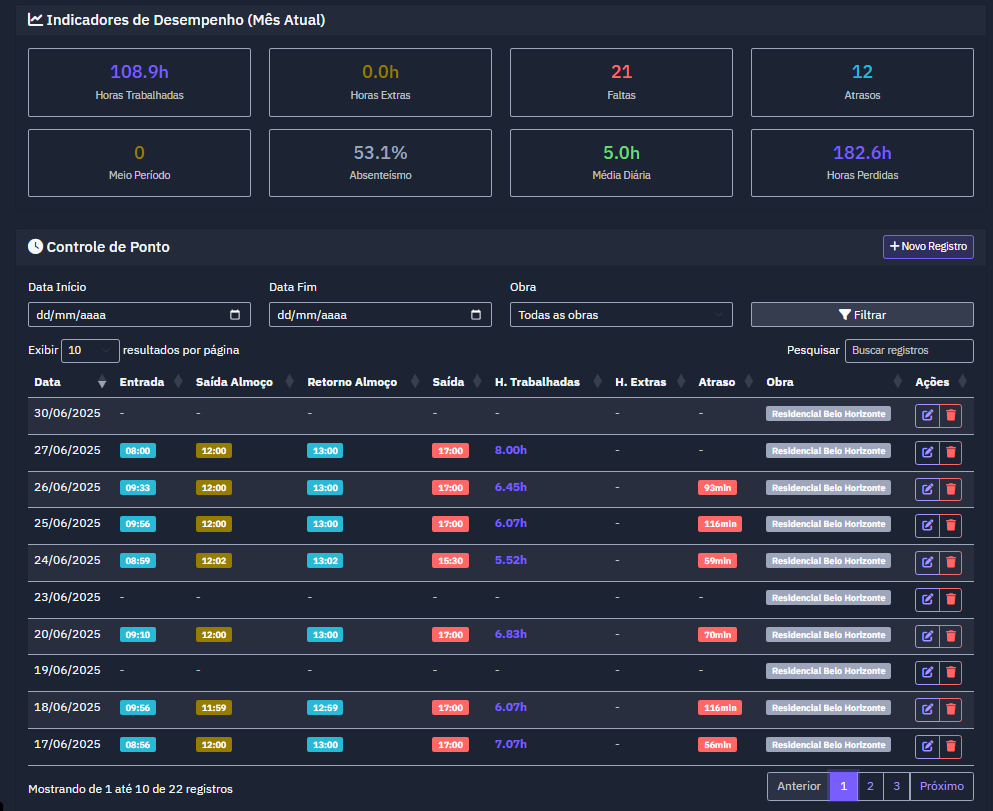 Indicadores de Desempenho (Mês Atual)
108.9h 0.0h 21 12
Horas Trabalhadas Horas Extras Faltas Atrasos
0 53.1% 5.0h 182.6h
Meio Período Absenteísmo Média Diária Horas Perdidas
Controle de Ponto + Novo Registro
Data Início Data Fim Obra
dd/mm/aaaa dd/mm/aaaa Todas as obras Filtrar
Exibir 10 resultados por página Pesquisar Buscar registros
Data Entrada Saída Almoço Retorno Almoço Saída H. Trabalhadas H. Extras Atraso Obra Ações
30/06/2025 - - - - - - - Residencial Belo Horizonte
27/06/2025 08:00 12:00 13:00 17:00 8.00h - - Residencial Belo Horizonte
26/06/2025 09:33 12:00 13:00 17:00 6.45h - 93min Residencial Belo Horizonte
25/06/2025 09:56 12:00 13:00 17:00 6.07h - 116min Residencial Belo Horizonte
24/06/2025 08:59 12:02 13:02 15:30 5.52h - 59min Residencial Belo Horizonte
23/06/2025 - - - - - - - Residencial Belo Horizonte
20/06/2025 09:10 12:00 13:00 17:00 6.83h - 70min Residencial Belo Horizonte
19/06/2025 - - - - - - - Residencial Belo Horizonte
18/06/2025 09:56 11:59 12:59 17:00 6.07h - 116min Residencial Belo Horizonte
17/06/2025 08:56 12:00 13:00 17:00 7.07h - 56min Residencial Belo Horizonte
Mostrando de 1 até 10 de 22 registros Anterior 1 2 3 Próximo